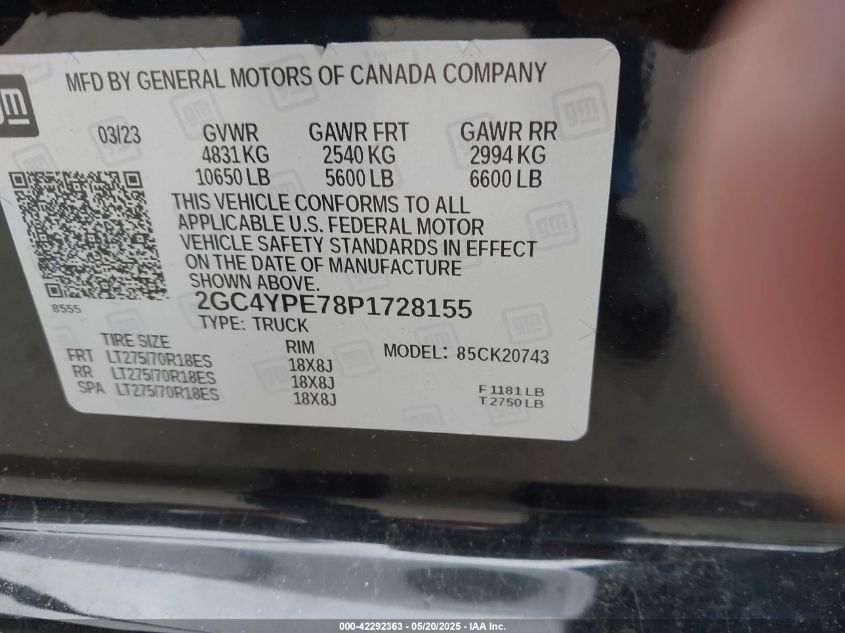 MFD BY GENERAL MOTORS OF CANADA COMPANY
gm
03/23 GVWR GAWR FRT GAWR RR
4831 KG 2540 KG 2994 KG
10650 LB 5600 LB 6600 LB
THIS VEHICLE CONFORMS TO ALL
APPLICABLE U.S. FEDERAL MOTOR
VEHICLE SAFETY STANDARDS IN EFFECT
ON THE DATE OF MANUFACTURE
SHOWN ABOVE.
8555
2GC4YPE78P1728155
TYPE: TRUCK
TIRE SIZE RIM MODEL: 85CK20743
FRT LT275/70R18ES 18X8J
RR LT275/70R18ES 18X8J
SPA LT275/70R18ES 18X8J
F 1181 LB
T 2750 LB
000-42292363 - 05/20/2025 - IAA Inc.